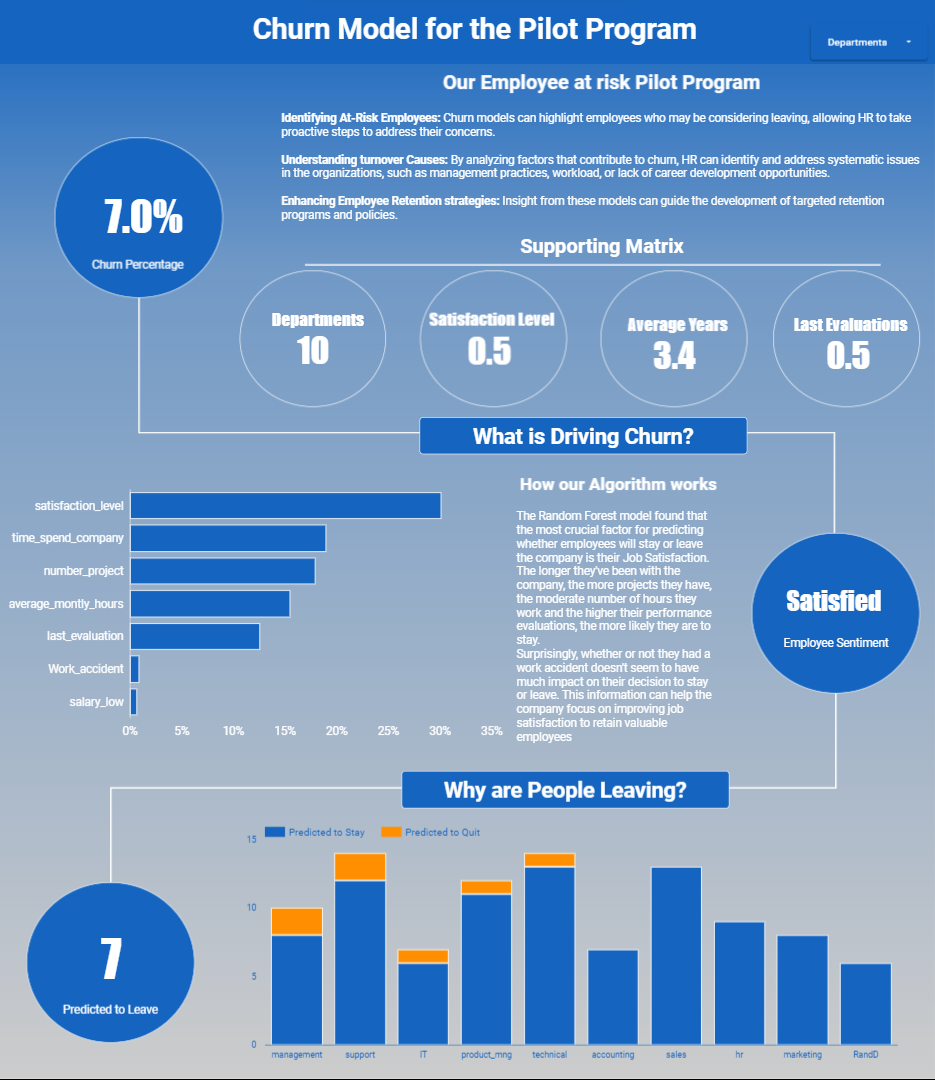 Churn Model for the Pilot Program
Departments
Our Employee at risk Pilot Program
Identifying At-Risk Employees: Churn models can highlight employees who may be considering leaving, allowing HR to take
proactive steps to address their concerns.
Understanding turnover Causes: By analyzing factors that contribute to churn, HR can identify and address systematic issues
in the organizations, such as management practices, workload, or lack of career development opportunities.
Enhancing Employee Retention strategies: Insight from these models can guide the development of targeted retention
programs and policies.
7.0%
Churn Percentage
Supporting Matrix
Departments
10
Satisfaction Level
0.5
Average Years
3.4
Last Evaluations
0.5
What is Driving Churn?
satisfaction_level
time_spend_company
number_project
average_montly_hours
last_evaluation
Work_accident
salary_low
0% 5% 10% 15% 20% 25% 30% 35%
How our Algorithm works
The Random Forest model found that
the most crucial factor for predicting
whether employees will stay or leave
the company is their Job Satisfaction.
The longer they've been with the
company, the more projects they have,
the moderate number of hours they
work and the higher their performance
evaluations, the more likely they are to
stay.
Surprisingly, whether or not they had a
work accident doesn't seem to have
much impact on their decision to stay
or leave. This information can help the
company focus on improving job
satisfaction to retain valuable
employees
Satisfied
Employee Sentiment
Why are People Leaving?
Predicted to Stay Predicted to Quit
15
10
5
0
management support IT product_mng technical accounting sales hr marketing RandD
7
Predicted to Leave